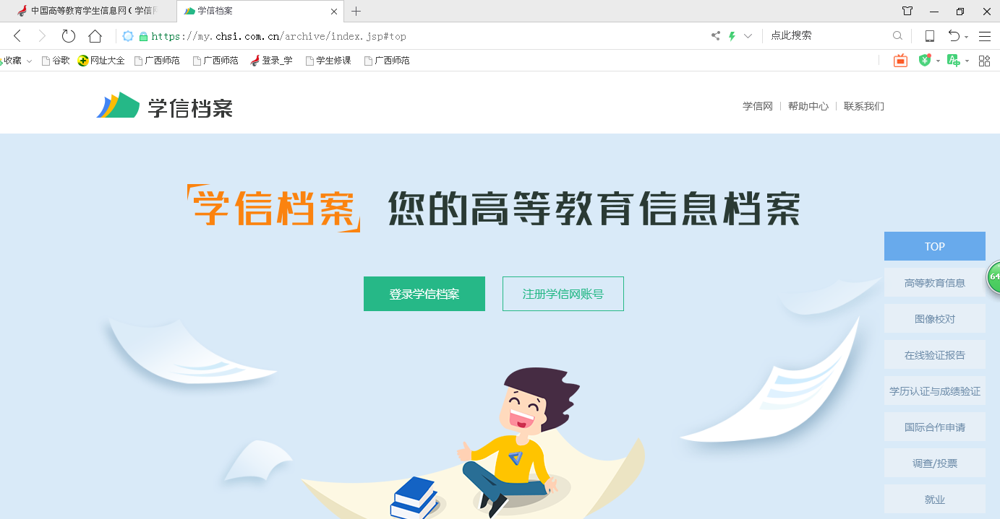 中国高等教育学生信息网（学信网
学信档案
https://my.chsi.com.cn/archive/index.jsp#top
点此搜索
收藏
谷歌
网址大全
广西师范
广西师范
登录_学
学生修课
广西师范
学信档案
学信网
帮助中心
联系我们
学信档案 您的高等教育信息档案
TOP
登录学信档案
注册学信网账号
高等教育信息
64
图像校对
在线验证报告
学历认证与成绩验证
国际合作申请
调查/投票
就业